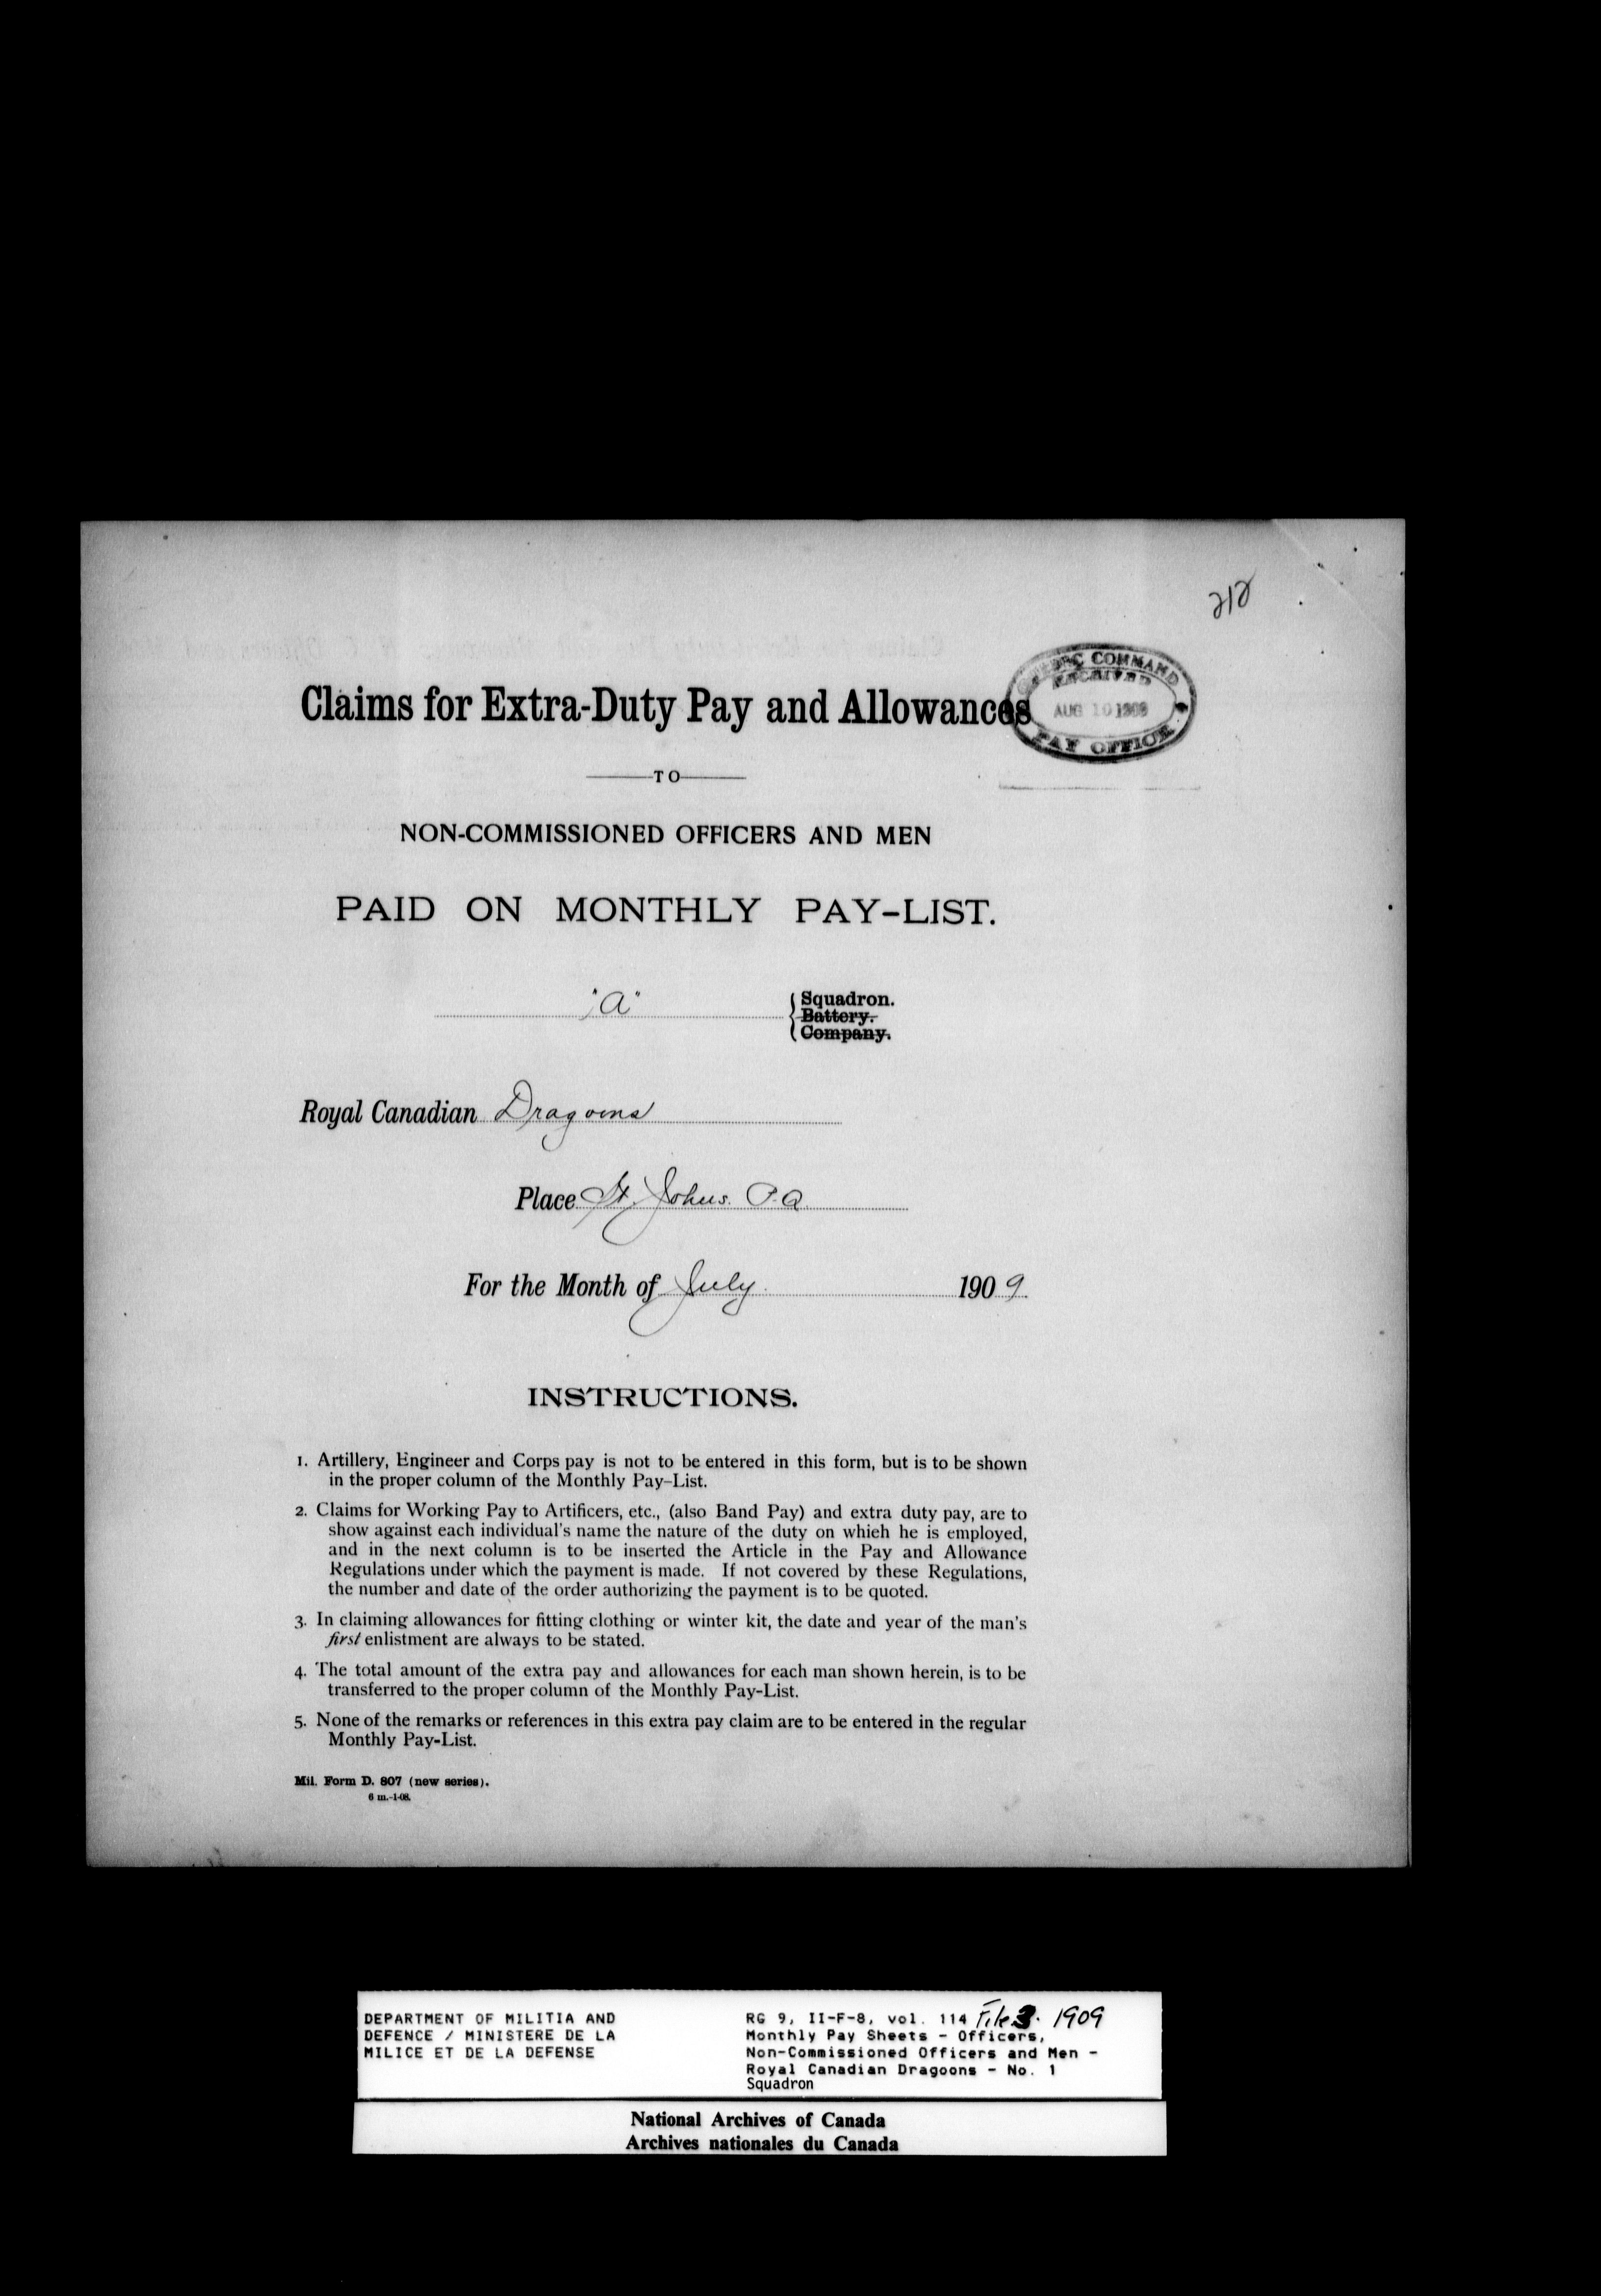 212
Claims for Extra-Duty Pay and Allowances
QUEBEC COMMAND
RECEIVED
AUG 10 1909
PAY OFFICE
TO
NON-COMMISSIONED OFFICERS AND MEN
PAID ON MONTHLY PAY-LIST.
"A" Squadron.
Battery.
Company.
Royal Canadian Dragoons
Place St. Johns. P.Q.
For the Month of July. 1909
INSTRUCTIONS.
1. Artillery, Engineer and Corps pay is not to be entered in this form, but is to be shown
in the proper column of the Monthly Pay-List.
2. Claims for Working Pay to Artificers, etc., (also Band Pay) and extra duty pay, are to
show against each individual's name the nature of the duty on which he is employed,
and in the next column is to be inserted the Article in the Pay and Allowance
Regulations under which the payment is made. If not covered by these Regulations,
the number and date of the order authorizing the payment is to be quoted.
3. In claiming allowances for fitting clothing or winter kit, the date and year of the man's
first enlistment are always to be stated.
4. The total amount of the extra pay and allowances for each man shown herein, is to be
transferred to the proper column of the Monthly Pay-List.
5. None of the remarks or references in this extra pay claim are to be entered in the regular
Monthly Pay-List.
Mil. Form D. 807 (new series).
6 m.-1-08.
DEPARTMENT OF MILITIA AND
DEFENCE / MINISTERE DE LA
MILICE ET DE LA DEFENSE
RG 9, II-F-8, vol. 114 File 3. 1909
Monthly Pay Sheets - Officers,
Non-Commissioned Officers and Men -
Royal Canadian Dragoons - No. 1
Squadron
National Archives of Canada
Archives nationales du Canada